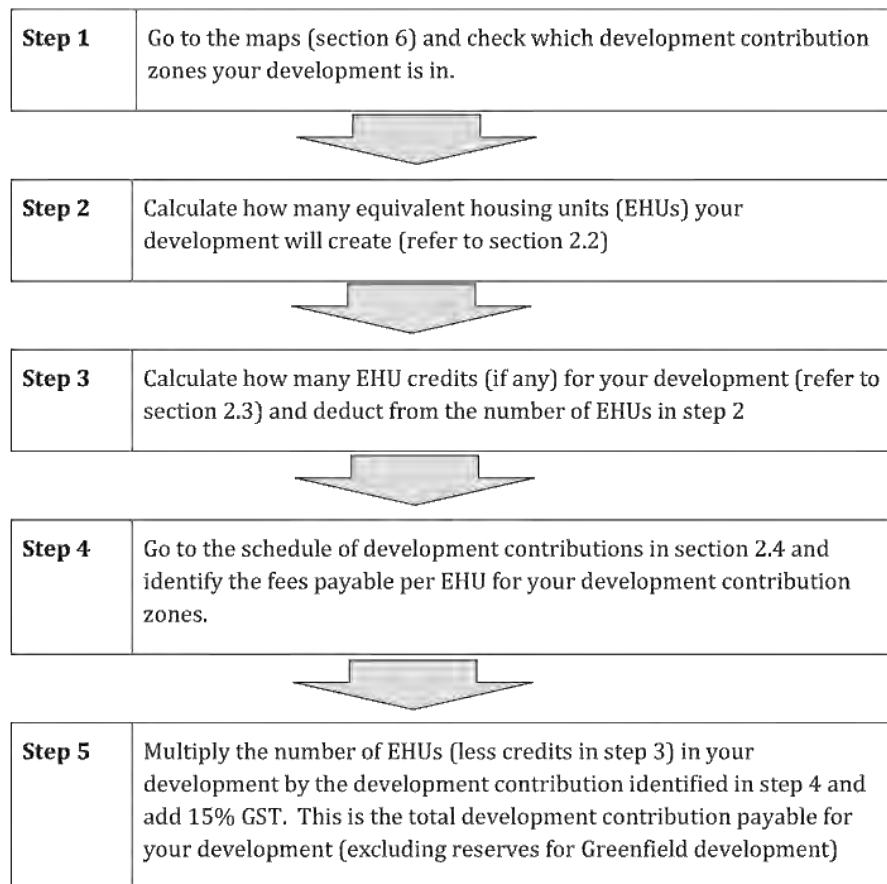 Step 1
Go to the maps (section 6) and check which development contribution
zones your development is in.
Step 2
Calculate how many equivalent housing units (EHUs) your
development will create (refer to section 2.2)
Step 3
Calculate how many EHU credits (if any) for your development (refer to
section 2.3) and deduct from the number of EHUs in step 2
Step 4
Go to the schedule of development contributions in section 2.4 and
identify the fees payable per EHU for your development contribution
zones.
Step 5
Multiply the number of EHUs (less credits in step 3) in your
development by the development contribution identified in step 4 and
add 15% GST.  This is the total development contribution payable for
your development (excluding reserves for Greenfield development)